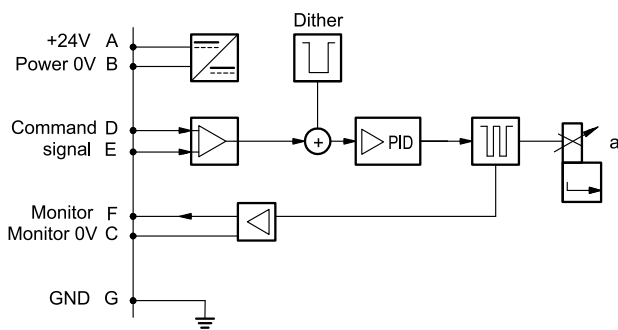 Dither
+24V A
Power 0V B
Command D
signal E
+
PID
a
Monitor F
Monitor 0V C
GND G